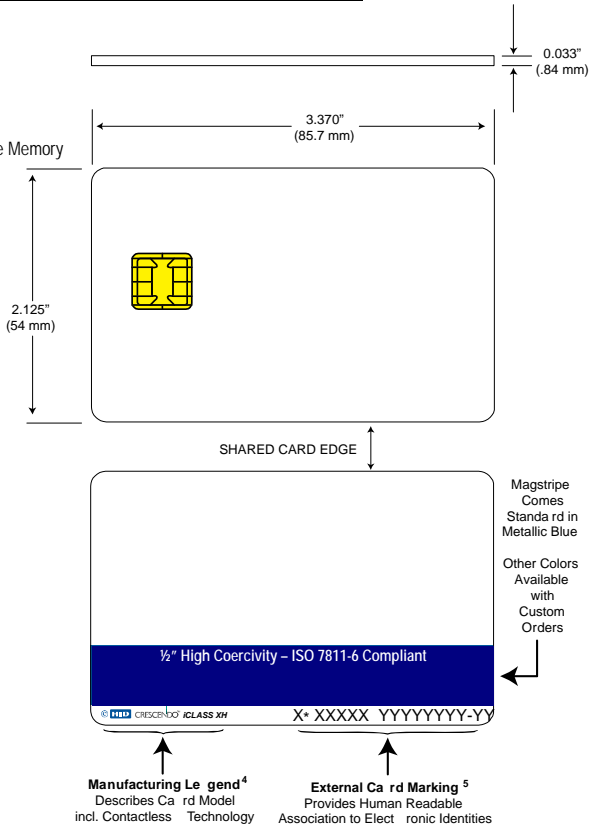 0.033"
(.84 mm)
3.370"
(85.7 mm)
e Memory
2.125"
(54 mm)
SHARED CARD EDGE
Magstripe
Comes
Standa rd in
Metallic Blue
Other Colors
Available
with
Custom
Orders
½" High Coercivity – ISO 7811-6 Compliant
© HID CRESCENDO® iCLASS XH
X* XXXXX YYYYYYYY-YY
Manufacturing Le gend 4
Describes Ca rd Model
incl. Contactless Technology
External Ca rd Marking 5
Provides Human Readable
Association to Elect ronic Identities